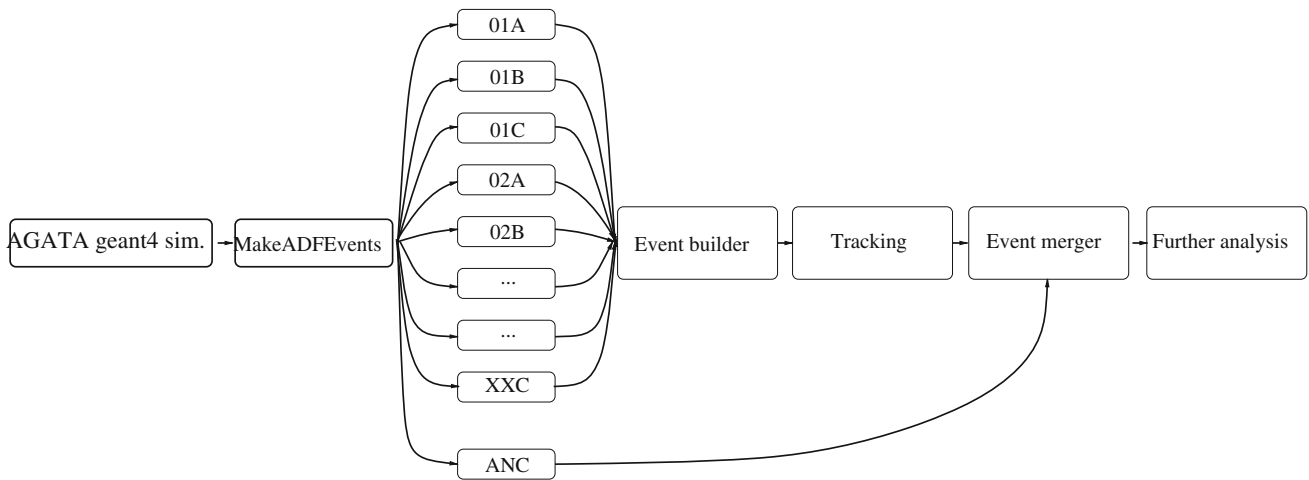 AGATA geant4 sim.
MakeADFEvents
01A
01B
01C
02A
02B
...
...
XXC
ANC
Event builder
Tracking
Event merger
Further analysis